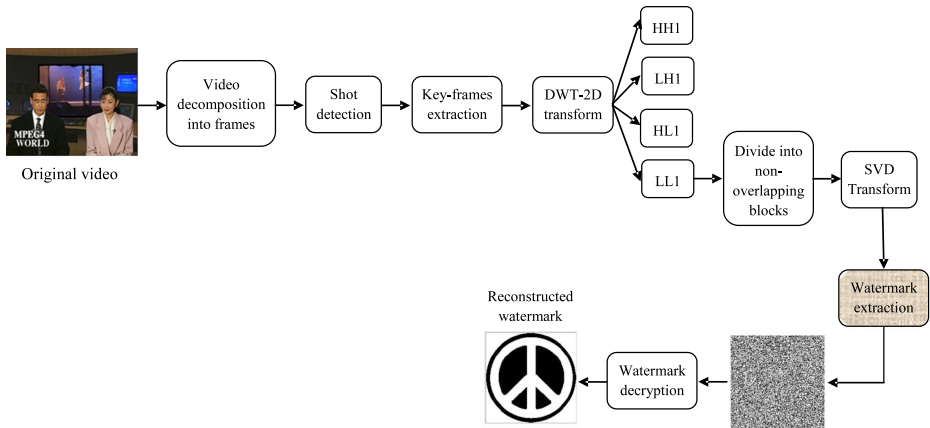 HH1
Video
decomposition
into frames
Shot
detection
Key-frames
extraction
DWT-2D
transform
LH1
HL1
LL1
MPEG4
WORLD
Original video
Divide into
non-
overlapping
blocks
SVD
Transform
Watermark
extraction
Reconstructed
watermark
Watermark
decryption